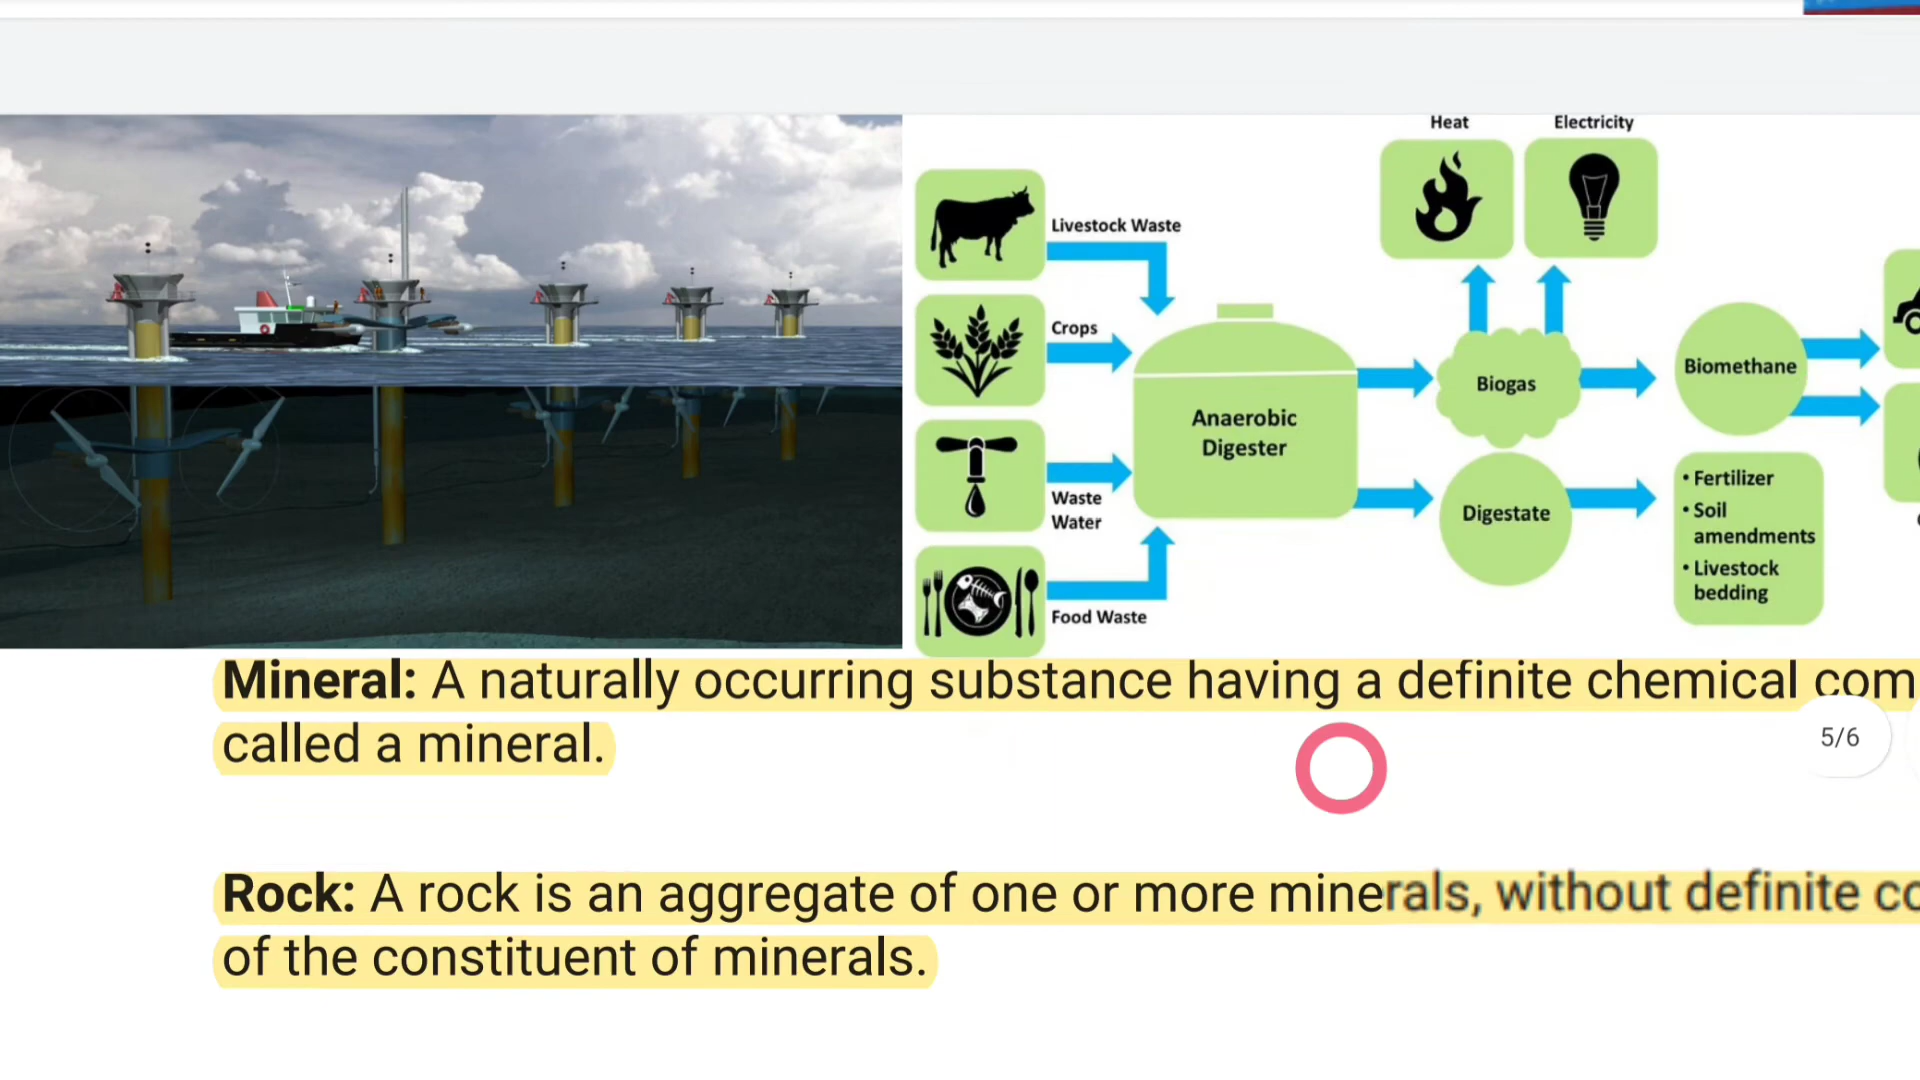 Heat
Electricity
Livestock Waste
Crops
Waste
Water
Food Waste
Anaerobic
Digester
Biogas
Biomethane
Digestate
• Fertilizer
• Soil
amendments
• Livestock
bedding
Mineral: A naturally occurring substance having a definite chemical com
called a mineral.
5/6
Rock: A rock is an aggregate of one or more minerals, without definite co
of the constituent of minerals.